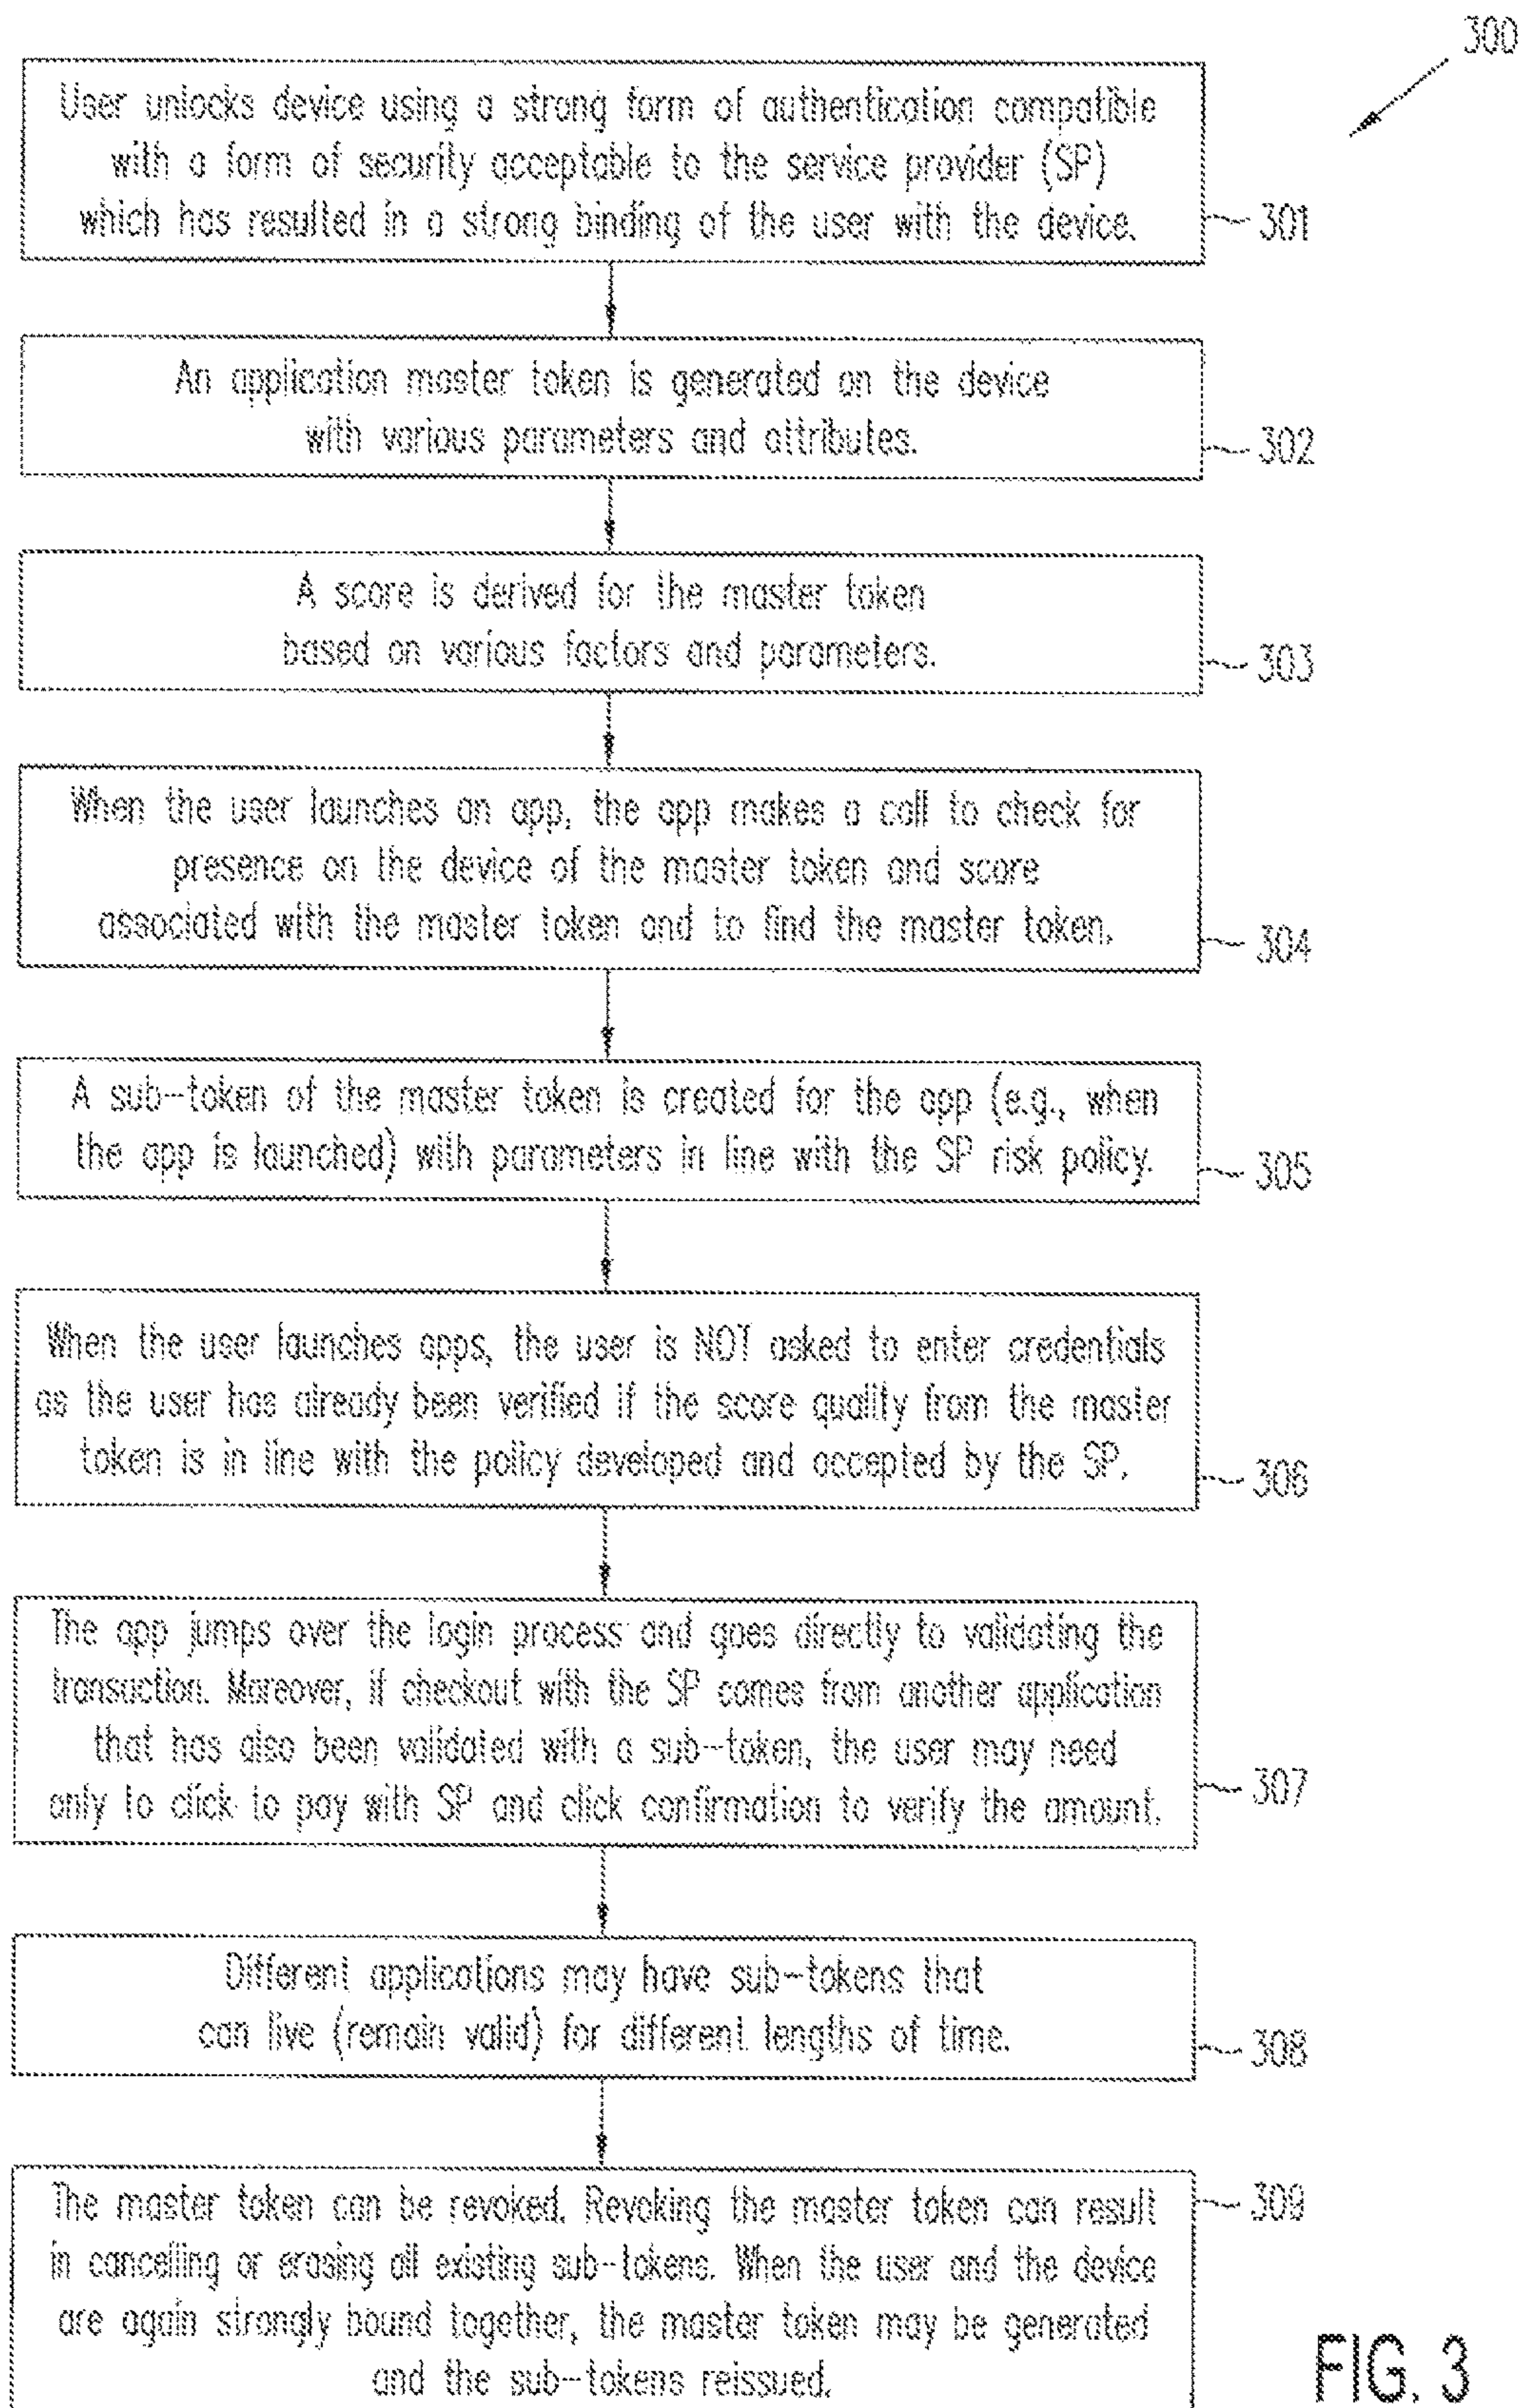 300
User unlocks device using a strong form of authentication compatible
with a form of security acceptable to the service provider (SP)
which has resulted in a strong binding of the user with the device.
301
An application master token is generated on the device
with various parameters and attributes.
302
A score is derived for the master token
based on various factors and parameters.
303
When the user launches an app, the app makes a call to check for
presence on the device of the master token and score
associated with the master token and to find the master token.
304
A sub-token of the master token is created for the app (e.g., when
the app is launched) with parameters in line with the SP risk policy.
305
When the user launches apps, the user is NOT asked to enter credentials
as the user has already been verified if the score quality from the master
token is in line with the policy developed and accepted by the SP.
306
The app jumps over the login process and goes directly to validating the
transaction. Moreover, if checkout with the SP comes from another application
that has also been validated with a sub-token, the user may need
only to click to pay with SP and click confirmation to verify the amount.
307
Different applications may have sub-tokens that
can live (remain valid) for different lengths of time.
308
The master token can be revoked. Revoking the master token can result
in cancelling or erasing all existing sub-tokens. When the user and the device
are again strongly bound together, the master token may be generated
and the sub-tokens reissued.
309
FIG. 3